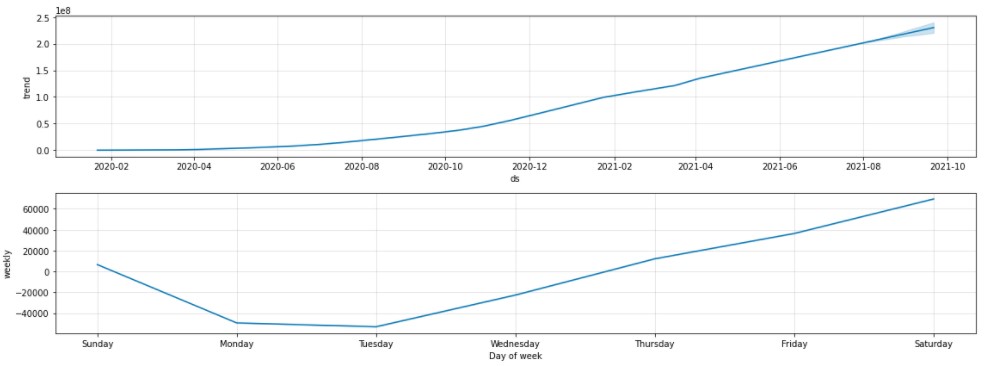 1e8
2.5
2.0
1.5
1.0
0.5
0.0
trend
2020-02 2020-04 2020-06 2020-08 2020-10 2020-12 2021-02 2021-04 2021-06 2021-08 2021-10
ds
60000
40000
20000
0
−20000
−40000
weekly
Sunday Monday Tuesday Wednesday Thursday Friday Saturday
Day of week